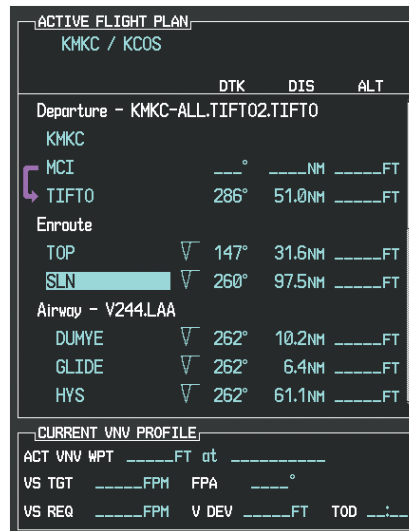 ACTIVE FLIGHT PLAN
KMKC / KCOS
DTK DIS ALT
Departure – KMKC-ALL.TIFTO2.TIFTO
KMKC
MCI ___° ____NM _____FT
TIFTO 286° 51.0NM _____FT
Enroute
TOP 147° 31.6NM _____FT
SLN 260° 97.5NM _____FT
Airway – V244.LAA
DUMYE 262° 10.2NM _____FT
GLIDE 262° 6.4NM _____FT
HYS 262° 61.1NM _____FT
CURRENT VNV PROFILE
ACT VNV WPT _____FT at __________
VS TGT _____FPM FPA ____°
VS REQ _____FPM V DEV _____FT TOD __:__